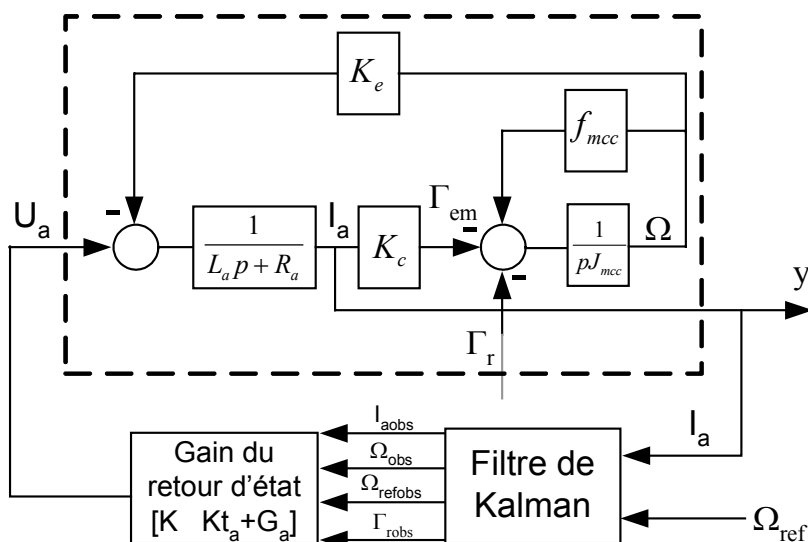 K_e
f_mcc
U_a
-
1 / (L_a p + R_a)
I_a
K_c
Γ_em
-
-
-
1 / (pJ_mcc)
Ω
y
Γ_r
I_a
I_aobs
Ω_obs
Ω_refobs
Γ_robs
Gain du
retour d'état
[K Kt_a+G_a]
Filtre de
Kalman
Ω_ref